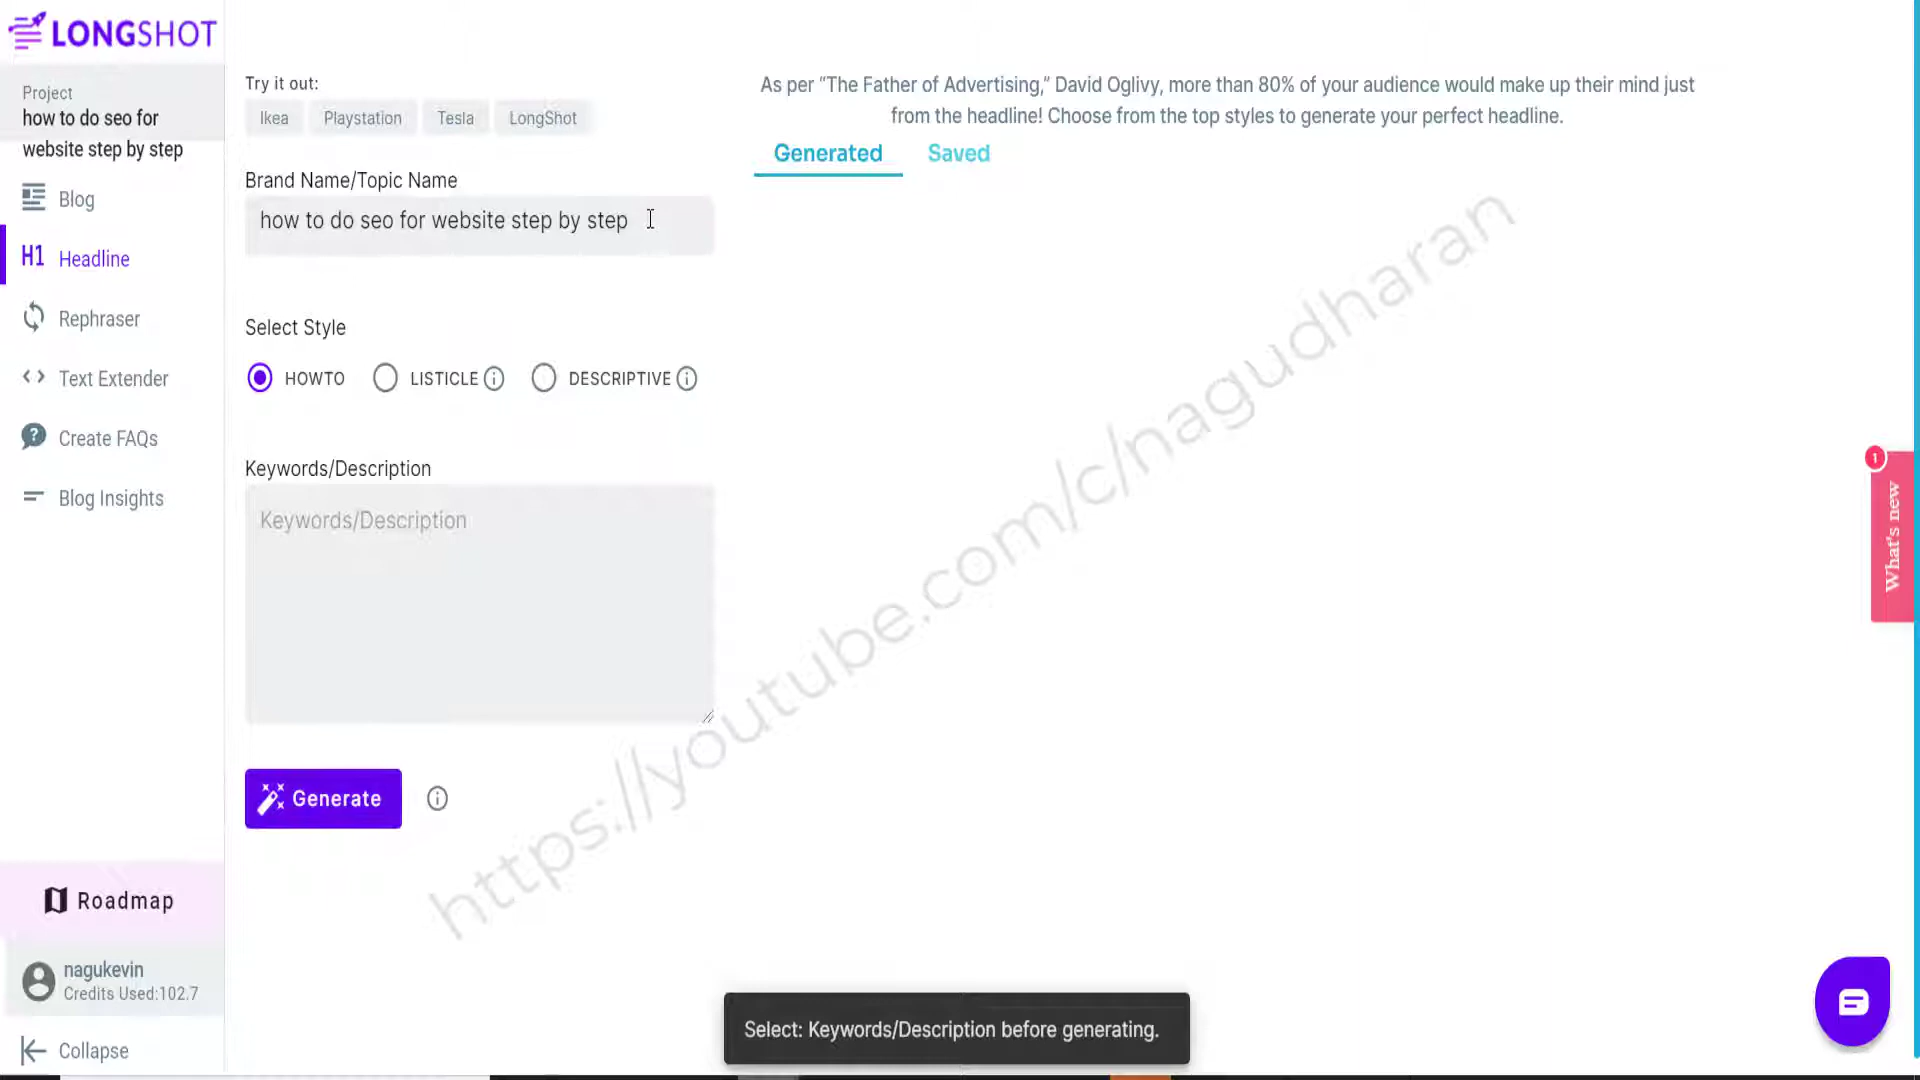 LONGSHOT
Project
how to do seo for
website step by step
Blog
H1 Headline
Rephraser
Text Extender
? Create FAQs
Blog Insights
Roadmap
nagukevin
Credits Used:102.7
Collapse
Try it out:
Ikea Playstation Tesla LongShot
Brand Name/Topic Name
how to do seo for website step by step
Select Style
HOWTO LISTICLE DESCRIPTIVE
Keywords/Description
Keywords/Description
Generate
As per “The Father of Advertising,” David Oglivy, more than 80% of your audience would make up their mind just
from the headline! Choose from the top styles to generate your perfect headline.
Generated Saved
https://youtube.com/c/nagudharan
1
What's new
Select: Keywords/Description before generating.